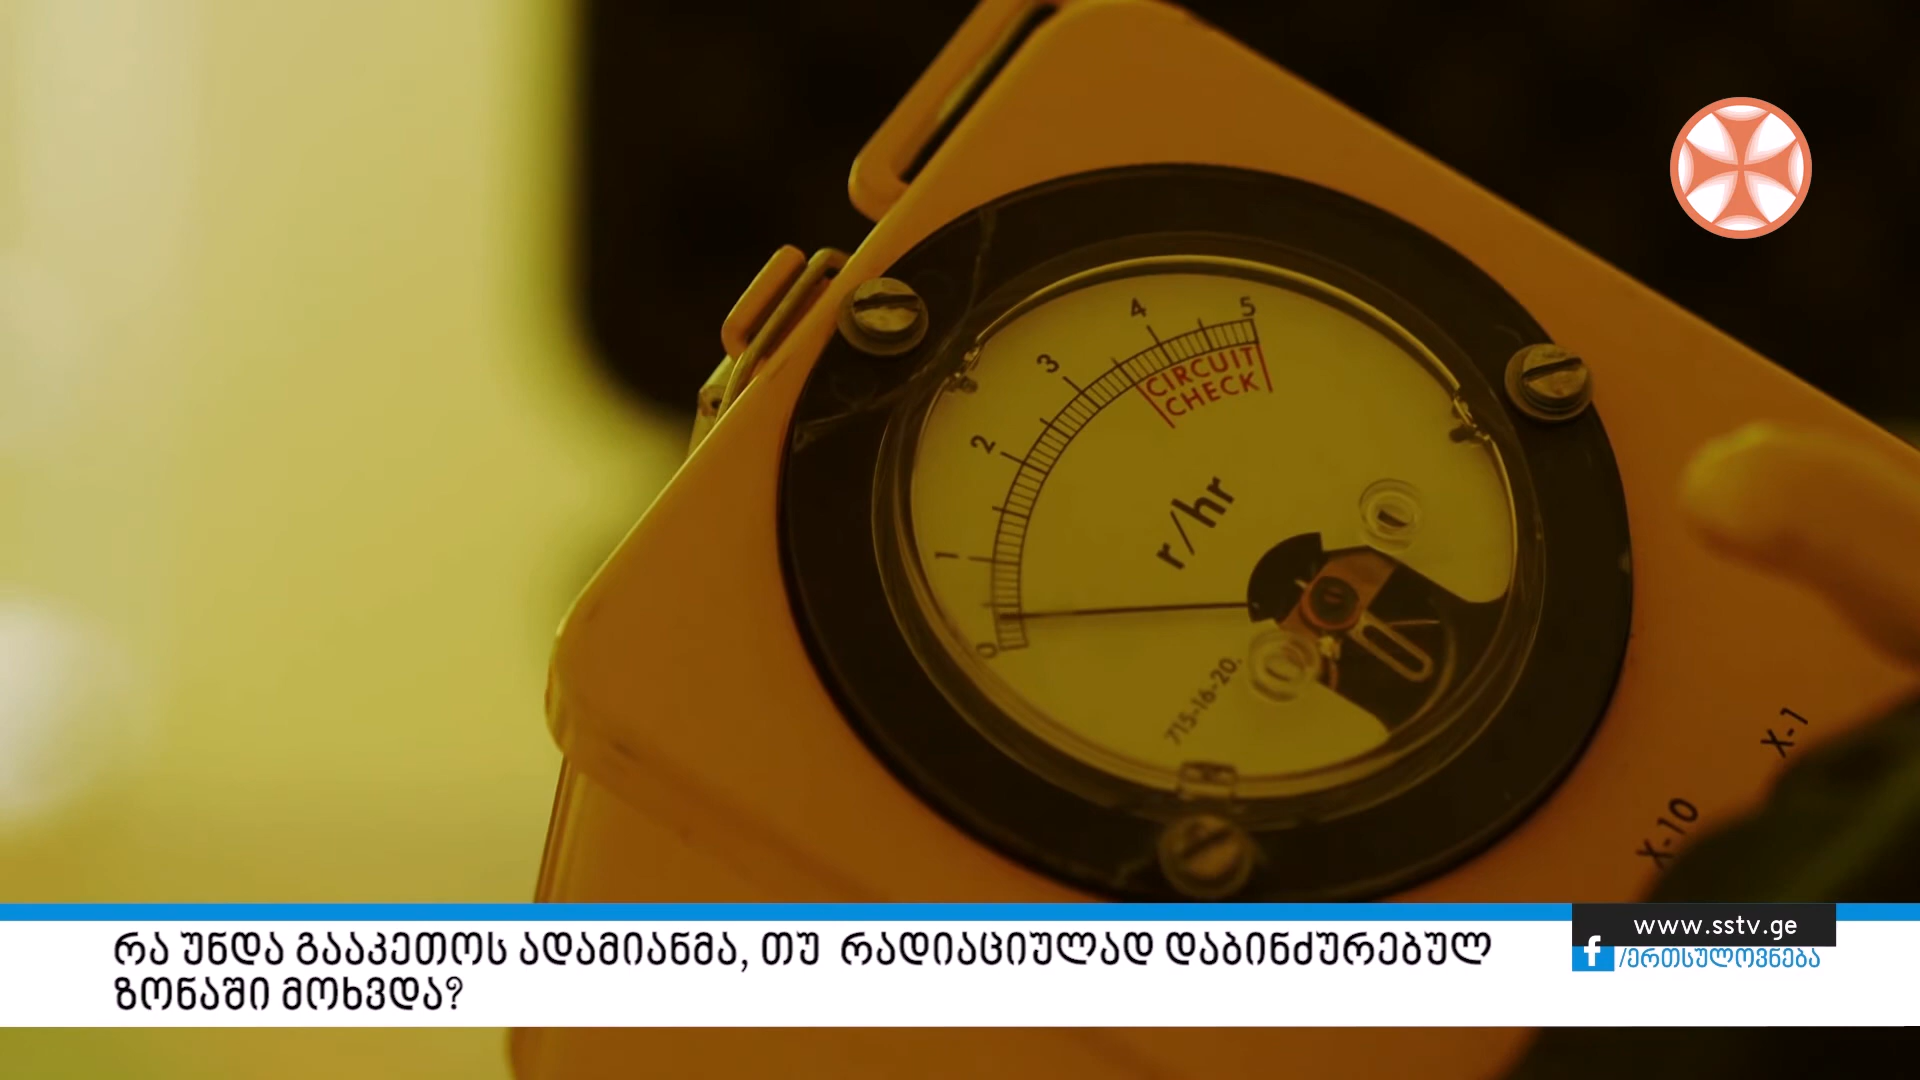 5
4
3
2
1
0
CIRCUIT
CHECK
r/hr
715-16-20.
X-1
X-10
www.sstv.ge
რა უნდა გააკეთოს ადამიანმა, თუ რადიაციულად დაბინძურებულ
ზონაში მოხვდა?
f /ერთსულოვნება